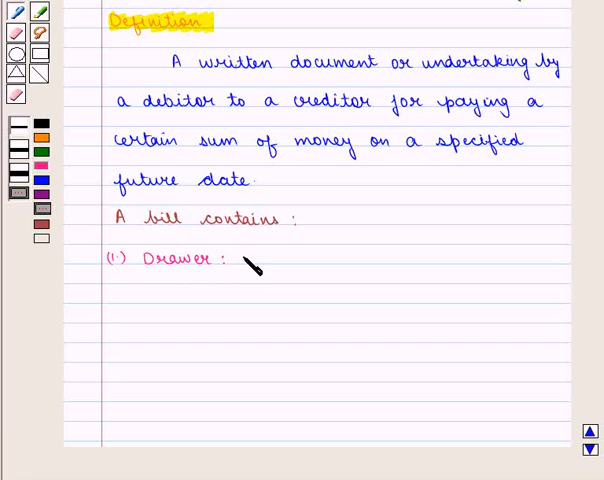 Definition
A written document or undertaking by
a debitor to a creditor for paying a
certain sum of money on a specified
future date.
A bill contains :
(1.) Drawer :